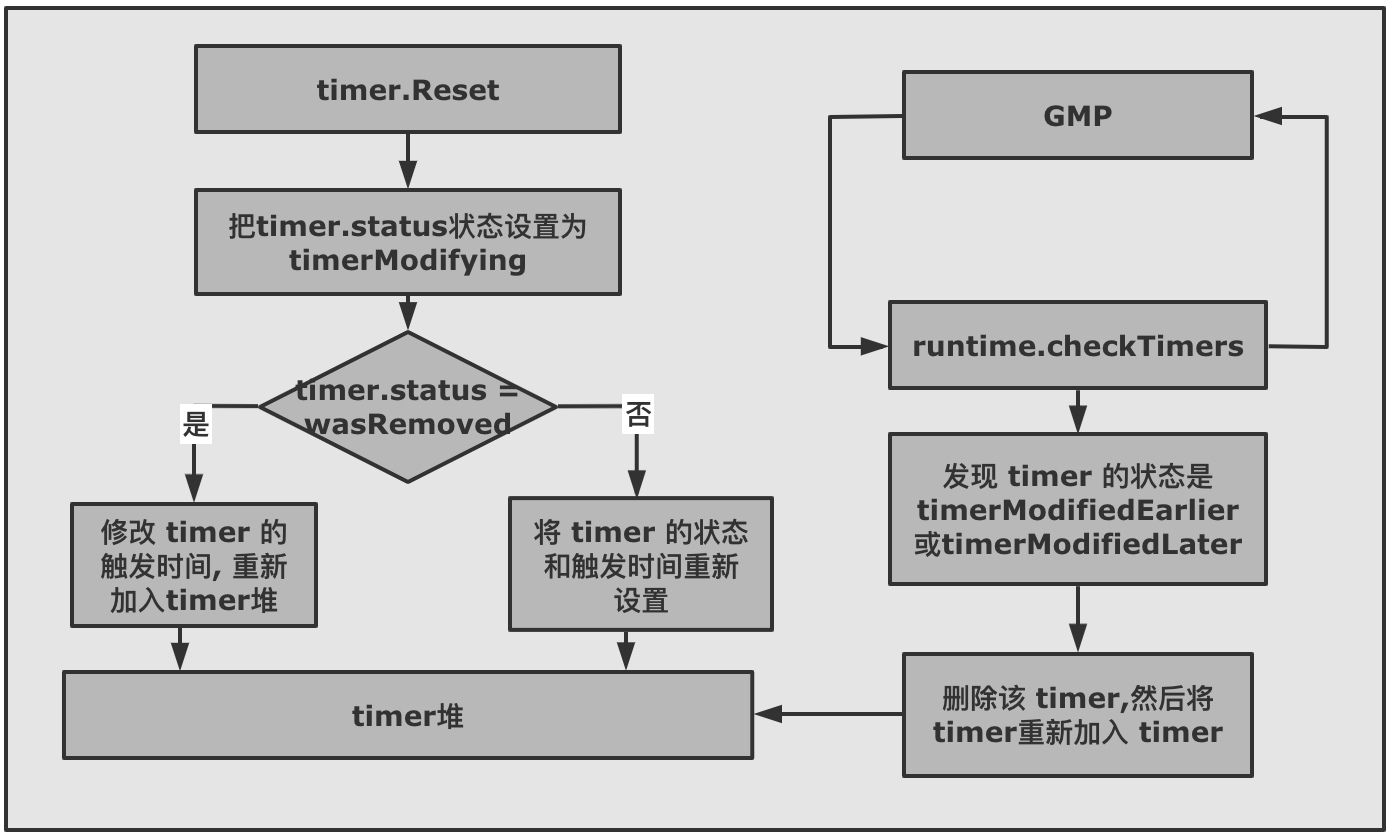 timer.Reset
把timer.status状态设置为
timerModifying
timer.status =
wasRemoved
是
否
修改 timer 的
触发时间, 重新
加入timer堆
将 timer 的状态
和触发时间重新
设置
timer堆
GMP
runtime.checkTimers
发现 timer 的状态是
timerModifiedEarlier
或timerModifiedLater
删除该 timer,然后将
timer重新加入 timer